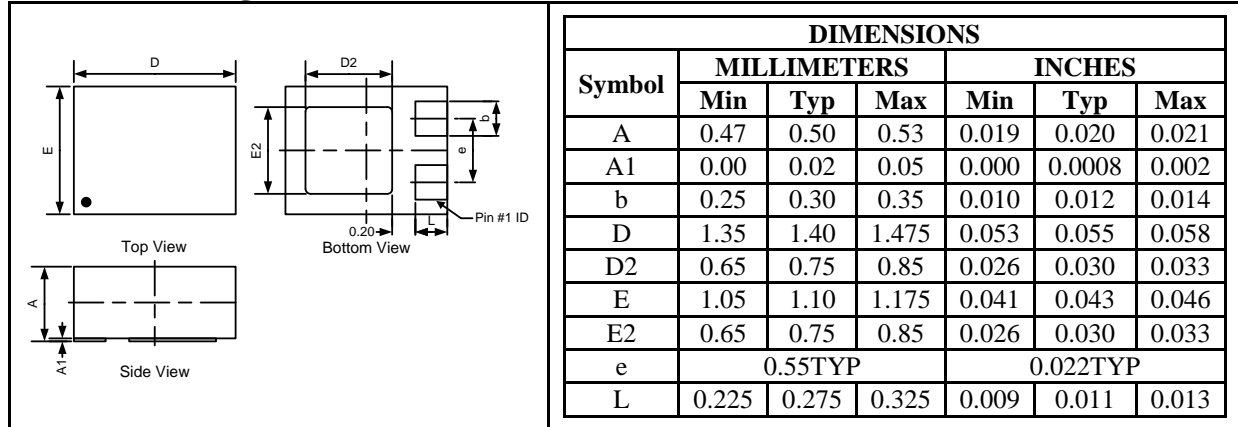 D
E
Top View
D2
E2
b
e
L
Pin #1 ID
0.20
Bottom View
A
A1
Side View
DIMENSIONS
Symbol MILLIMETERS INCHES
Min Typ Max Min Typ Max
A 0.47 0.50 0.53 0.019 0.020 0.021
A1 0.00 0.02 0.05 0.000 0.0008 0.002
b 0.25 0.30 0.35 0.010 0.012 0.014
D 1.35 1.40 1.475 0.053 0.055 0.058
D2 0.65 0.75 0.85 0.026 0.030 0.033
E 1.05 1.10 1.175 0.041 0.043 0.046
E2 0.65 0.75 0.85 0.026 0.030 0.033
e 0.55TYP 0.022TYP
L 0.225 0.275 0.325 0.009 0.011 0.013